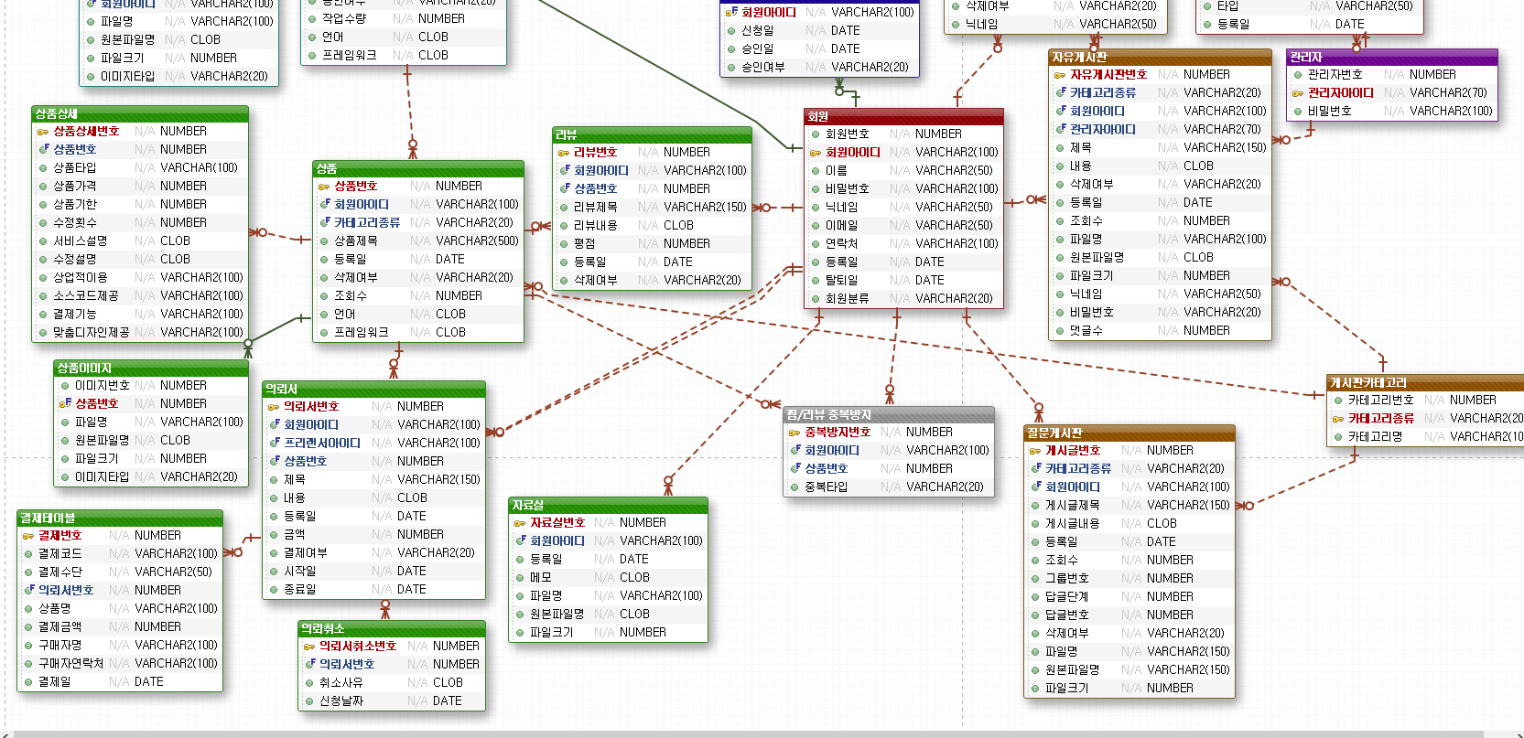 회원아이디 N/A VARCHAR2(100)
파일명 N/A VARCHAR2(100)
원본파일명 N/A CLOB
파일크기 N/A NUMBER
이미지타입 N/A VARCHAR2(20)
승인여부 N/A VARCHAR2(20)
작업수량 N/A NUMBER
언어 N/A CLOB
프레임워크 N/A CLOB
회원아이디 N/A VARCHAR2(100)
신청일 N/A DATE
승인일 N/A DATE
승인여부 N/A VARCHAR2(20)
삭제여부 N/A VARCHAR2(20)
닉네임 N/A VARCHAR2(50)
타입 N/A VARCHAR2(50)
등록일 N/A DATE
상품상세
상품상세번호 N/A NUMBER
상품번호 N/A NUMBER
상품타입 N/A VARCHAR(100)
상품가격 N/A NUMBER
상품기한 N/A NUMBER
수정횟수 N/A NUMBER
서비스설명 N/A CLOB
수정설명 N/A CLOB
상업적이용 N/A VARCHAR2(100)
소스코드제공 N/A VARCHAR2(100)
결제기능 N/A VARCHAR2(100)
맞춤디자인제공 N/A VARCHAR2(100)
상품
상품번호 N/A NUMBER
회원아이디 N/A VARCHAR2(100)
카테고리종류 N/A VARCHAR2(20)
상품제목 N/A VARCHAR2(500)
등록일 N/A DATE
삭제여부 N/A VARCHAR2(20)
조회수 N/A NUMBER
언어 N/A CLOB
프레임워크 N/A CLOB
리뷰
리뷰번호 N/A NUMBER
회원아이디 N/A VARCHAR2(100)
상품번호 N/A NUMBER
리뷰제목 N/A VARCHAR2(150)
리뷰내용 N/A CLOB
평점 N/A NUMBER
등록일 N/A DATE
삭제여부 N/A VARCHAR2(20)
회원
회원번호 N/A NUMBER
회원아이디 N/A VARCHAR2(100)
이름 N/A VARCHAR2(50)
비밀번호 N/A VARCHAR2(100)
닉네임 N/A VARCHAR2(50)
이메일 N/A VARCHAR2(50)
연락처 N/A VARCHAR2(100)
등록일 N/A DATE
탈퇴일 N/A DATE
회원분류 N/A VARCHAR2(20)
자유게시판
자유게시판번호 N/A NUMBER
카테고리종류 N/A VARCHAR2(20)
회원아이디 N/A VARCHAR2(100)
관리자아이디 N/A VARCHAR2(70)
제목 N/A VARCHAR2(150)
내용 N/A CLOB
삭제여부 N/A VARCHAR2(20)
등록일 N/A DATE
조회수 N/A NUMBER
파일명 N/A VARCHAR2(100)
원본파일명 N/A CLOB
파일크기 N/A NUMBER
닉네임 N/A VARCHAR2(50)
비밀번호 N/A VARCHAR2(20)
댓글수 N/A NUMBER
관리자
관리자번호 N/A NUMBER
관리자아이디 N/A VARCHAR2(70)
비밀번호 N/A VARCHAR2(100)
상품이미지
이미지번호 N/A NUMBER
상품번호 N/A NUMBER
파일명 N/A VARCHAR2(100)
원본파일명 N/A CLOB
파일크기 N/A NUMBER
이미지타입 N/A VARCHAR2(20)
의뢰서
의뢰서번호 N/A NUMBER
회원아이디 N/A VARCHAR2(100)
프리랜서아이디 N/A VARCHAR2(100)
상품번호 N/A NUMBER
제목 N/A VARCHAR2(150)
내용 N/A CLOB
등록일 N/A DATE
금액 N/A NUMBER
결제여부 N/A VARCHAR2(20)
시작일 N/A DATE
종료일 N/A DATE
찜/리뷰 중복방지
중복방지번호 N/A NUMBER
회원아이디 N/A VARCHAR2(100)
상품번호 N/A NUMBER
중복타입 N/A VARCHAR2(20)
게시판카테고리
카테고리번호 N/A NUMBER
카테고리종류 N/A VARCHAR2(20
카테고리명 N/A VARCHAR2(10
질문게시판
게시글번호 N/A NUMBER
카테고리종류 N/A VARCHAR2(20)
회원아이디 N/A VARCHAR2(100)
게시글제목 N/A VARCHAR2(150)
게시글내용 N/A CLOB
등록일 N/A DATE
조회수 N/A NUMBER
그룹번호 N/A NUMBER
답글단계 N/A NUMBER
답글번호 N/A NUMBER
삭제여부 N/A VARCHAR2(20)
파일명 N/A VARCHAR2(150)
원본파일명 N/A VARCHAR2(150)
파일크기 N/A NUMBER
자료실
자료실번호 N/A NUMBER
회원아이디 N/A VARCHAR2(100)
등록일 N/A DATE
메모 N/A CLOB
파일명 N/A VARCHAR2(100)
원본파일명 N/A CLOB
파일크기 N/A NUMBER
결제테이블
결제번호 N/A NUMBER
결제코드 N/A VARCHAR2(100)
결제수단 N/A VARCHAR2(50)
의뢰서번호 N/A NUMBER
상품명 N/A VARCHAR2(100)
결제금액 N/A NUMBER
구매자명 N/A VARCHAR2(100)
구매자연락처 N/A VARCHAR2(100)
결제일 N/A DATE
의뢰취소
의뢰서취소번호 N/A NUMBER
의뢰서번호 N/A NUMBER
취소사유 N/A CLOB
신청날짜 N/A DATE